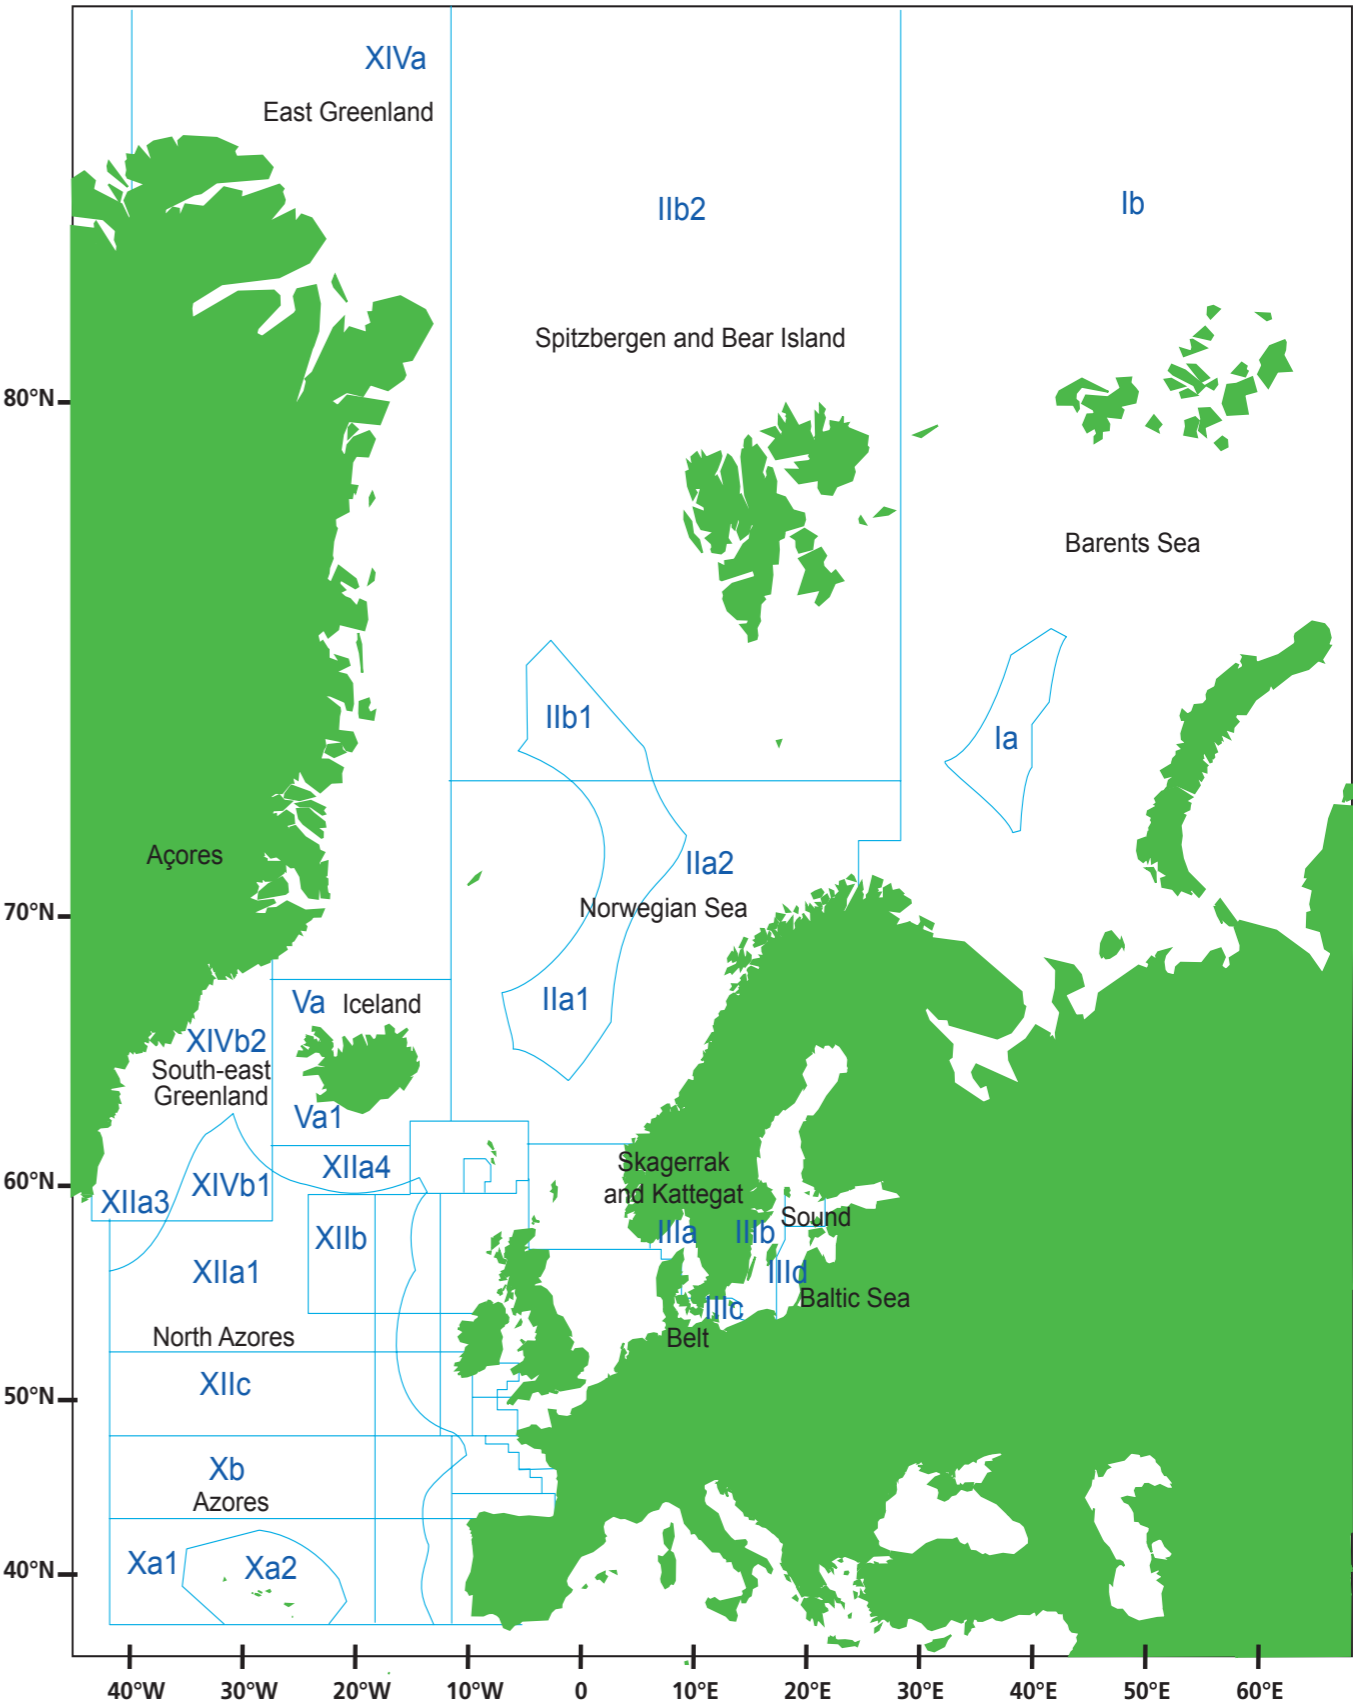 XIVa
East Greenland
IIb2
Ib
Spitzbergen and Bear Island
80°N
Barents Sea
IIb1
Ia
Açores
IIa2
70°N
Norwegian Sea
IIa1
Va
Iceland
XIVb2
South-east
Greenland
Va1
Skagerrak
XIIa4
60°N
XIVb1
and Kattegat
XIIa3
Sound
XIIb
IIIa
IIIb
XIIa1
IIId
Baltic Sea
IIIc
North Azores
Belt
XIIc
50°N
Xb
Azores
Xa1
Xa2
40°N
40°W
30°W
20°W
10°W
0
10°E
20°E
30°E
40°E
50°E
60°E